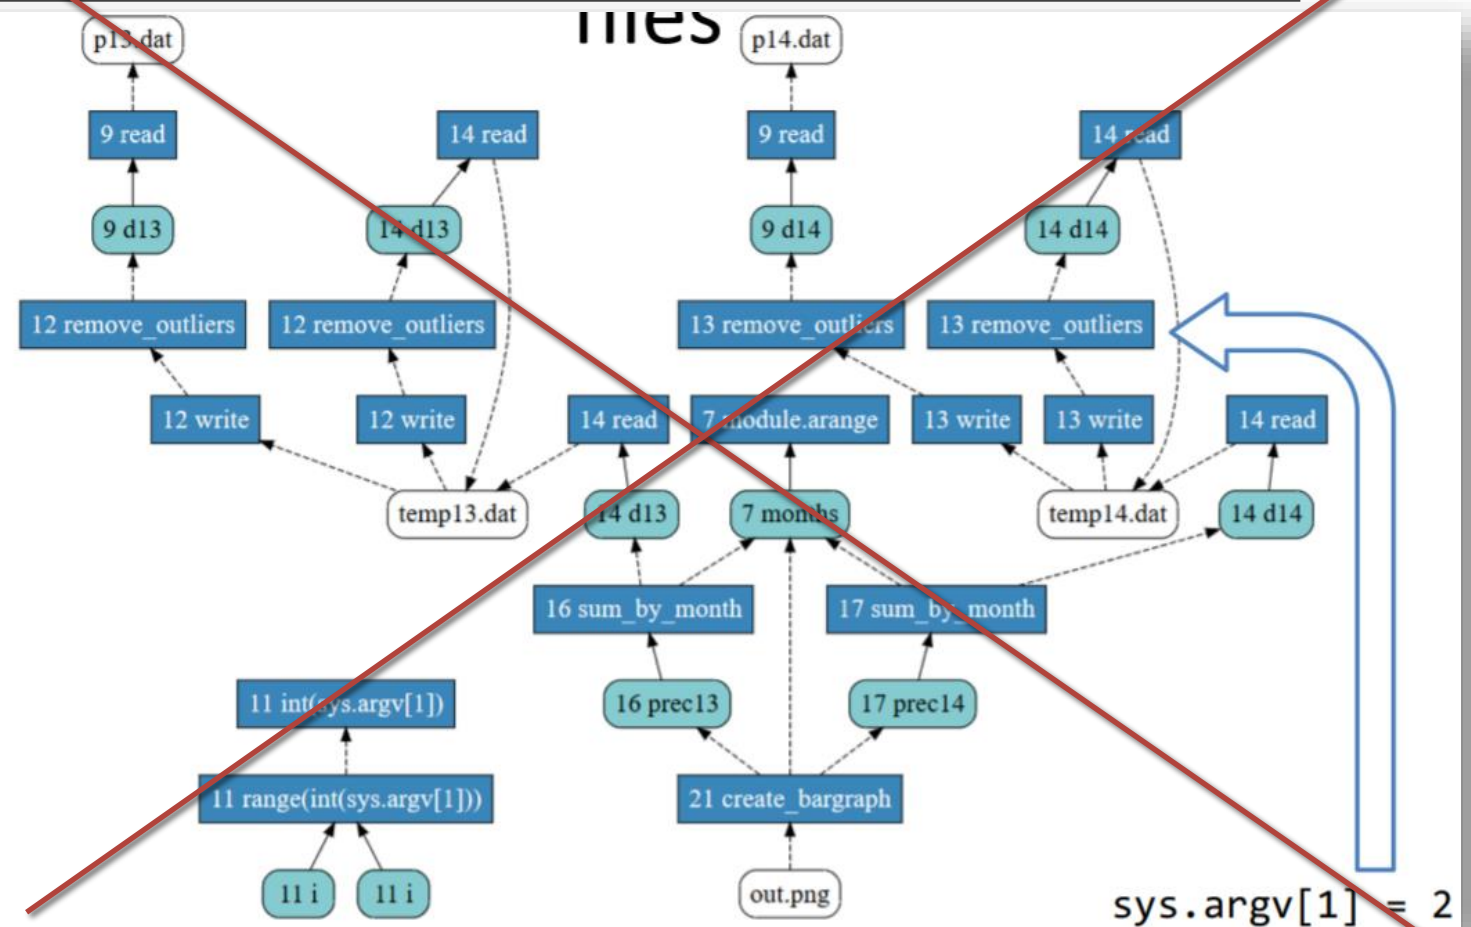 files
p13.dat
p14.dat
9 read
14 read
9 read
14 read
9 d13
14 d13
9 d14
14 d14
12 remove_outliers
12 remove_outliers
13 remove_outliers
13 remove_outliers
12 write
12 write
14 read
7 module.arange
13 write
13 write
14 read
temp13.dat
14 d13
7 months
temp14.dat
14 d14
16 sum_by_month
17 sum_by_month
11 int(sys.argv[1])
16 prec13
17 prec14
11 range(int(sys.argv[1]))
21 create_bargraph
11 i
11 i
out.png
sys.argv[1] = 2